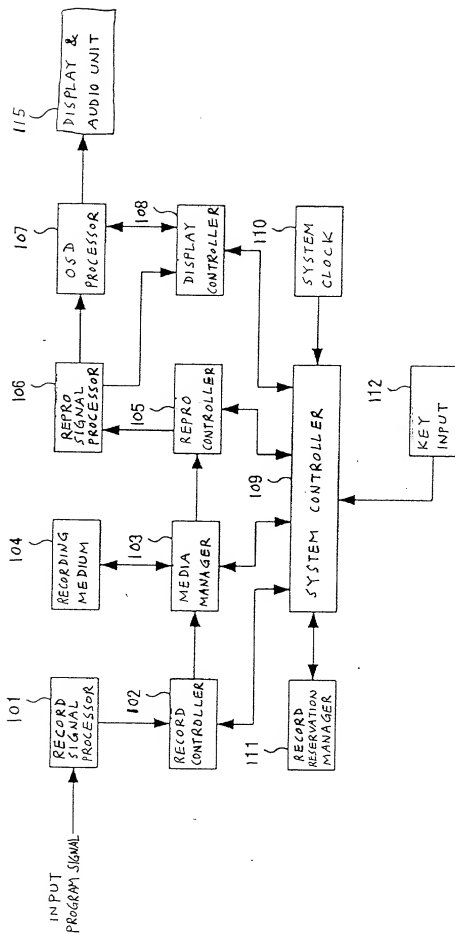 INPUT
PROGRAM SIGNAL
101
RECORD
SIGNAL
PROCESSOR
102
RECORD
CONTROLLER
104
RECORDING
MEDIUM
103
MEDIA
MANAGER
106
REPRO
SIGNAL
PROCESSOR
105
REPRO
CONTROLLER
107
OSD
PROCESSOR
108
DISPLAY
CONTROLLER
115
DISPLAY &
AUDIO UNIT
109
SYSTEM CONTROLLER
110
SYSTEM
CLOCK
111
RECORD
RESERVATION
MANAGER
112
KEY
INPUT